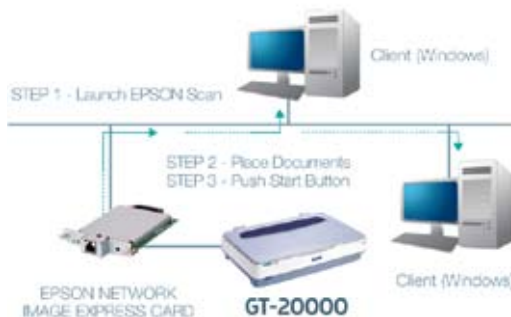 Client (Windows)
STEP 1 - Launch EPSON Scan
STEP 2 - Place Documents
STEP 3 - Push Start Button
Client (Windows)
EPSON NETWORK
IMAGE EXPRESS CARD
GT-20000